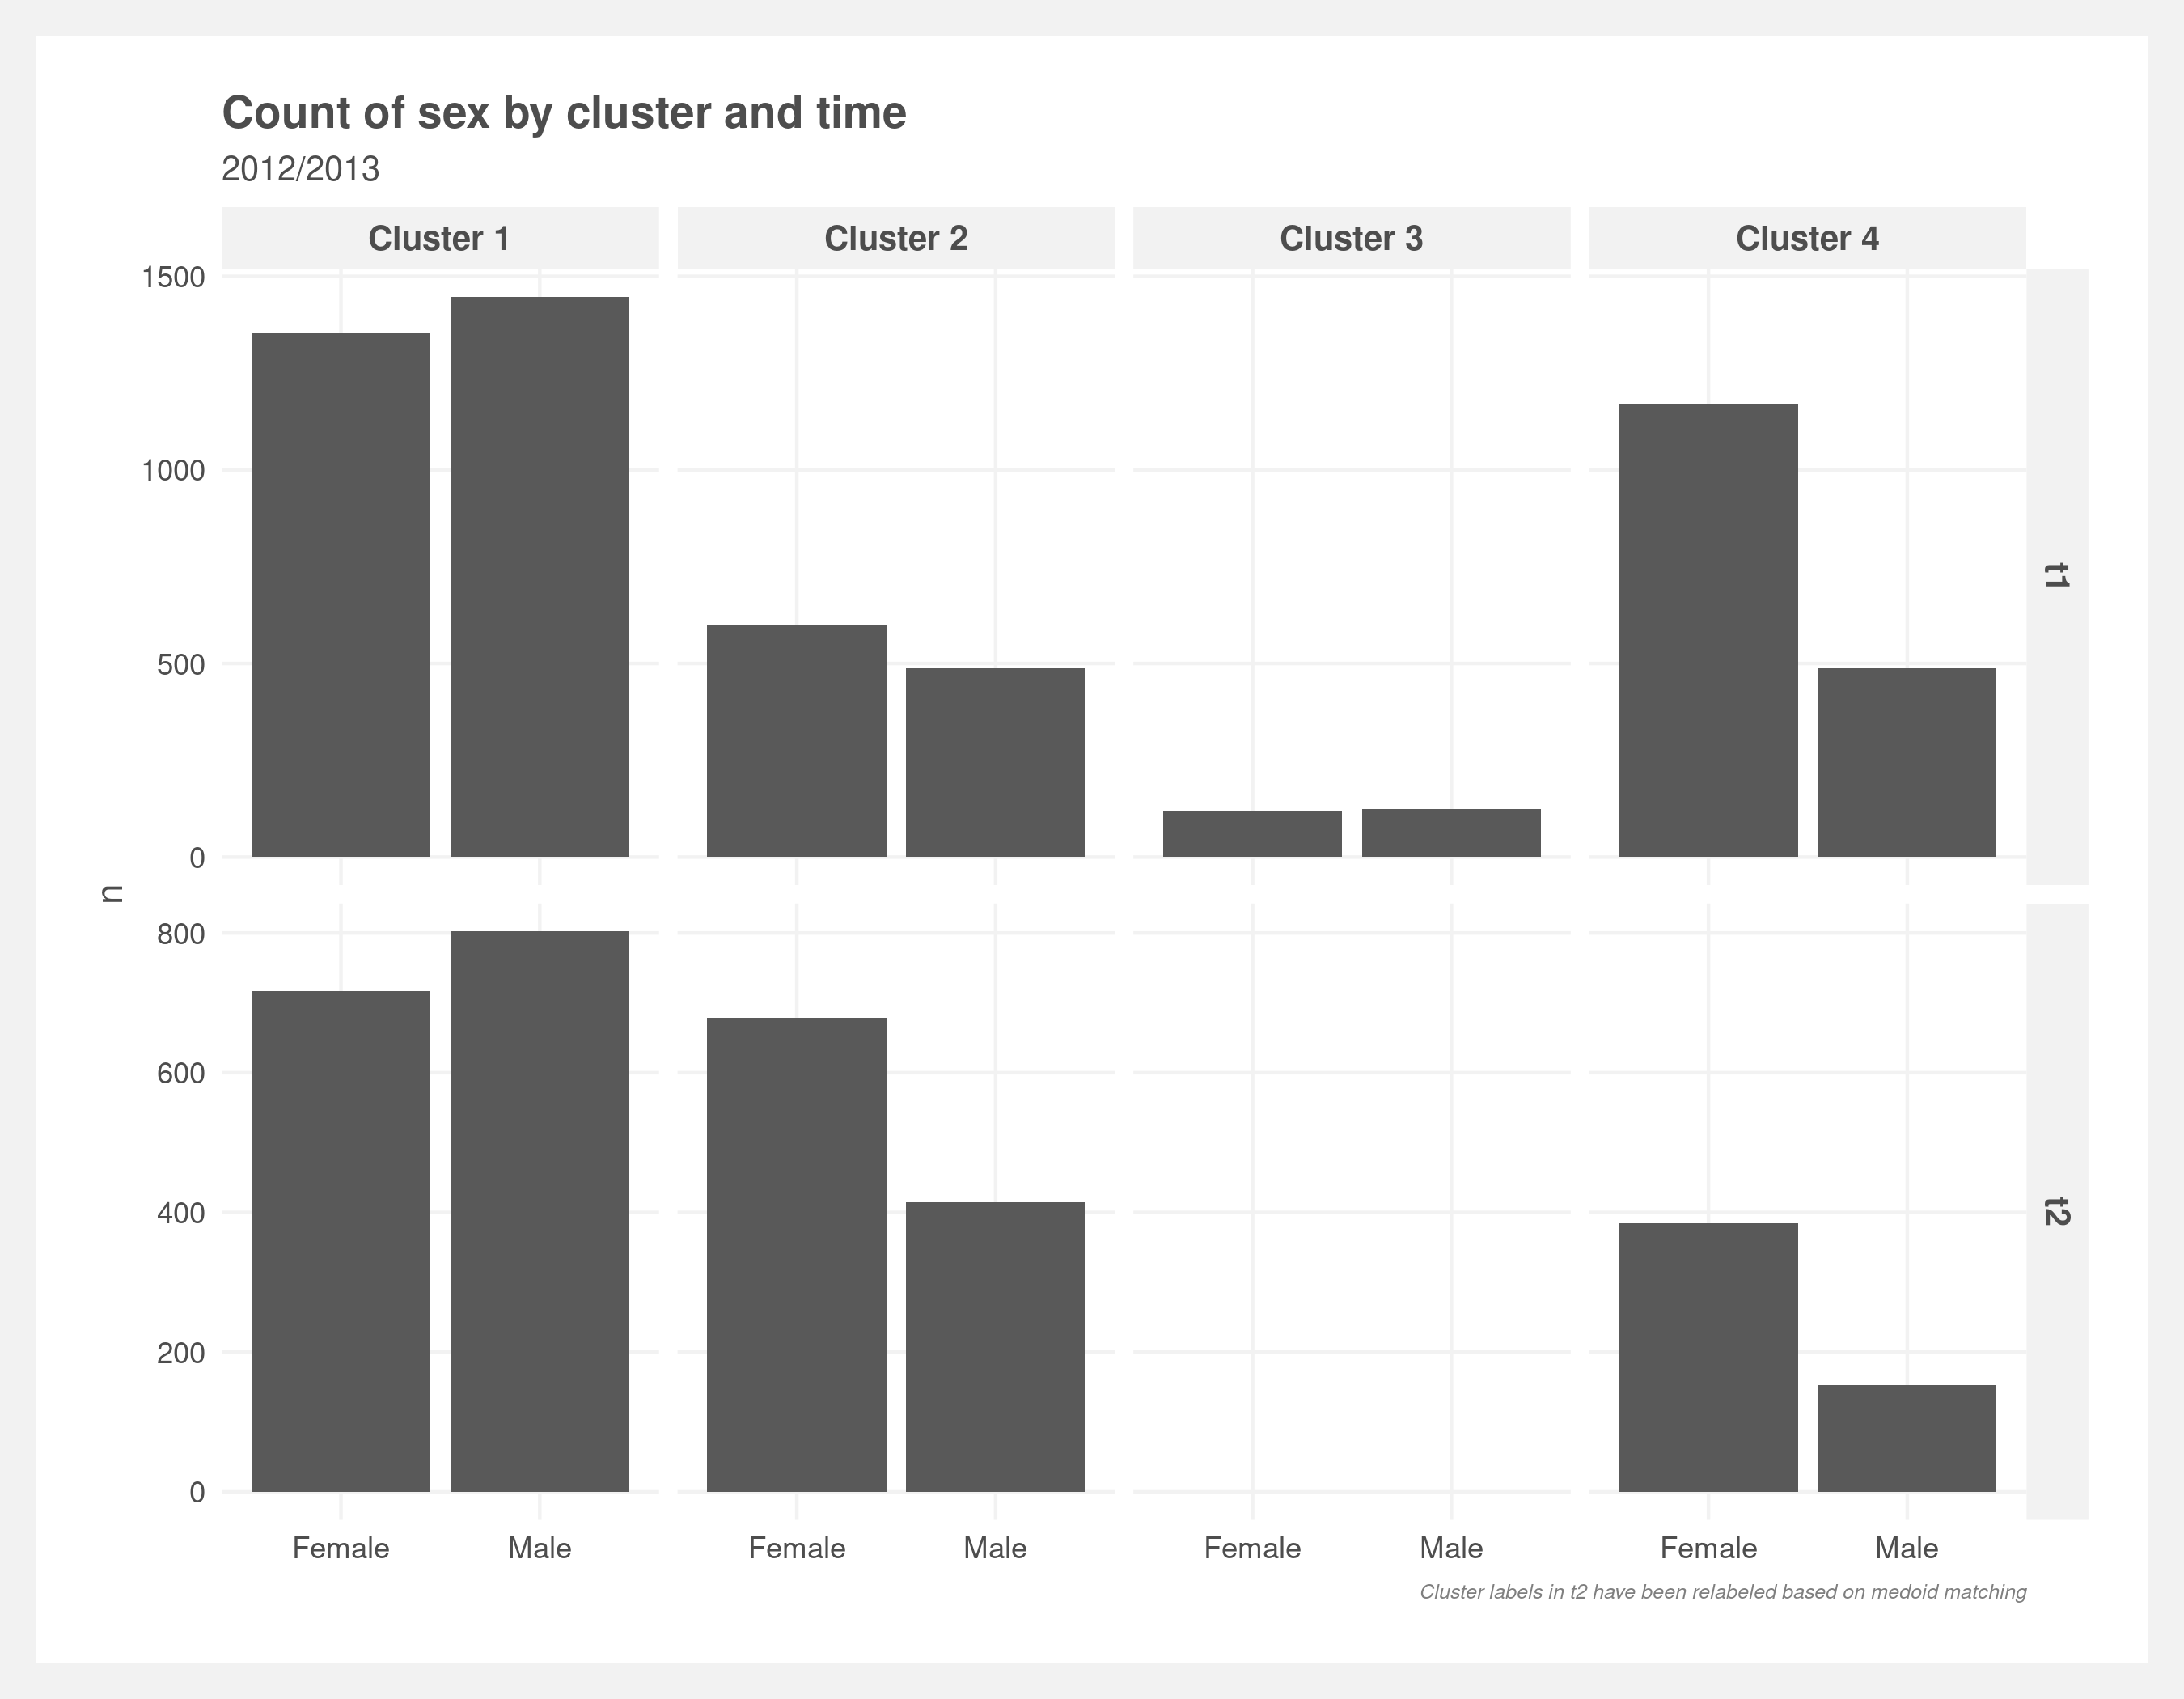 Count of sex by cluster and time
2012/2013
Cluster 1 Cluster 2 Cluster 3 Cluster 4
1500
1000
500
0
t1
n
800
600
400
200
0
t2
Female Male Female Male Female Male Female Male
Cluster labels in t2 have been relabeled based on medoid matching